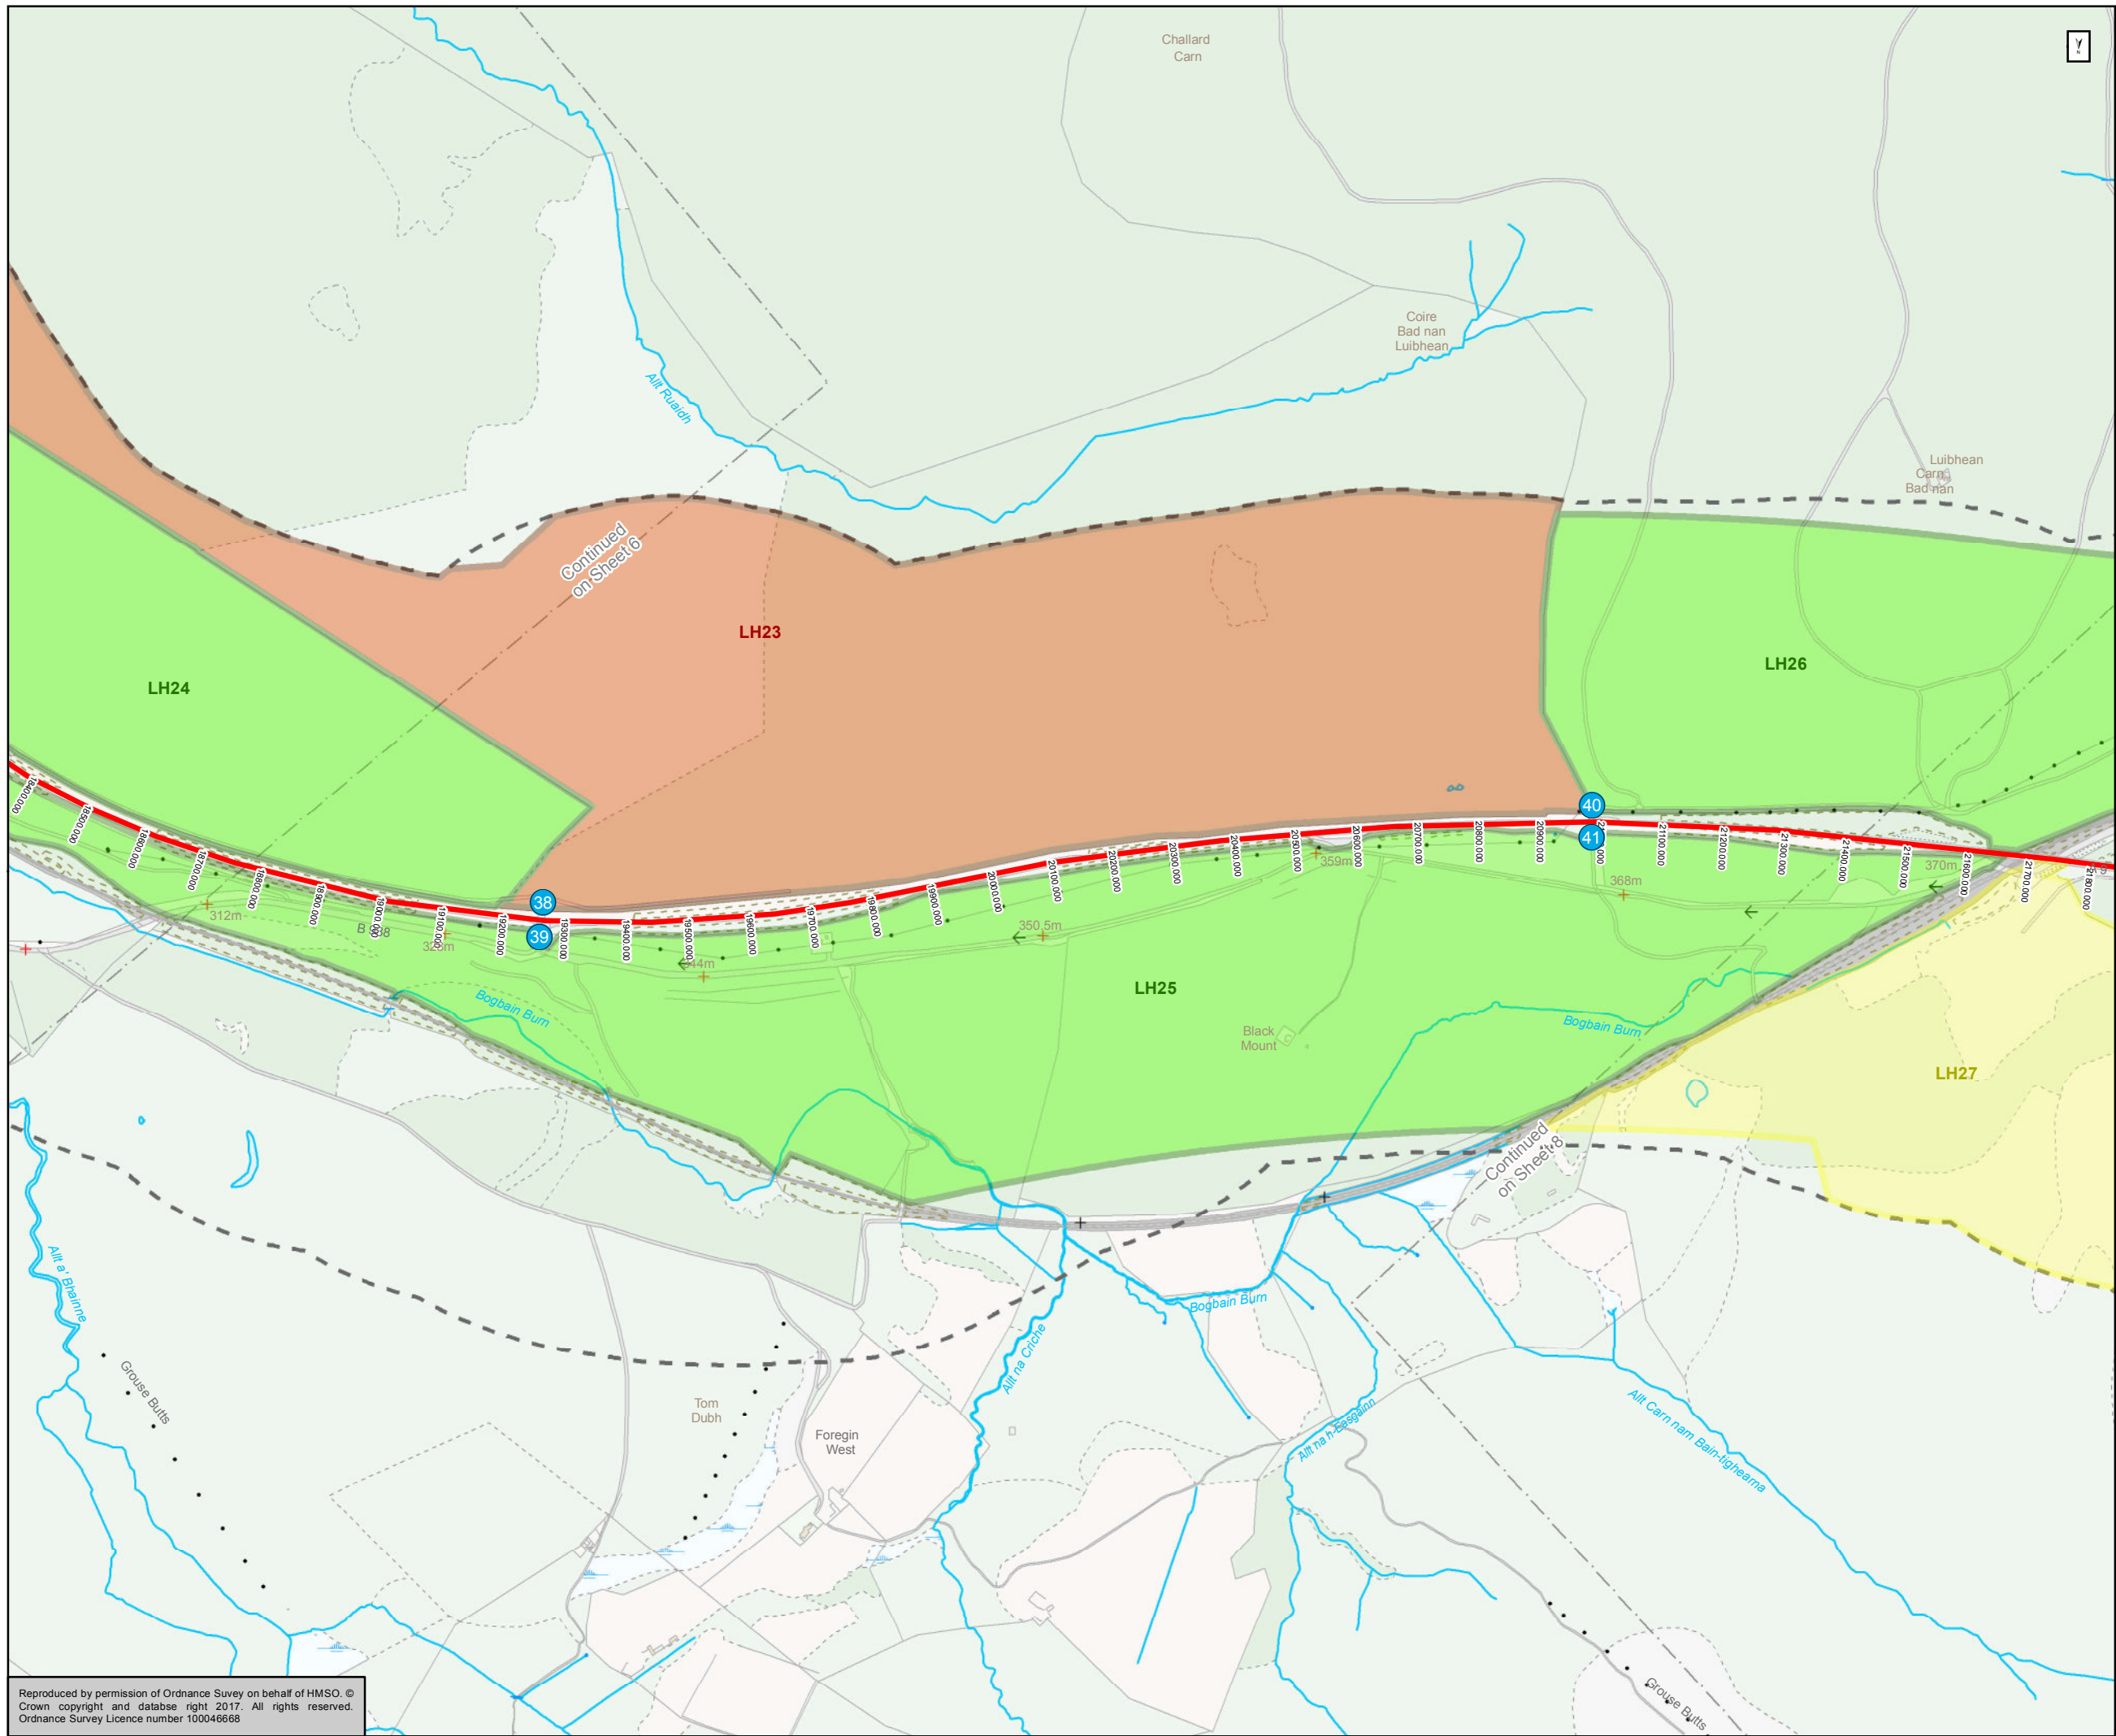 Challard
Carn
N
Allt Ruaidh
Coire
Bad nan
Luibhean
Luibhean
Carn
Bad nan
Continued
on Sheet 6
LH23
LH24
LH26
40
41
38
39
18400.000
18500.000
18600.000
18700.000
18800.000
18900.000
19000.000
19100.000
19200.000
19300.000
19400.000
19500.000
19600.000
19700.000
19800.000
19900.000
20000.000
20100.000
20200.000
20300.000
20400.000
20500.000
20600.000
20700.000
20800.000
20900.000
21100.000
21200.000
21300.000
21400.000
21500.000
21600.000
21700.000
21800.000
359m
370m
368m
312m
350.5m
LH25
Bogbain Burn
Bogbain Burn
Black
Mount
LH27
Continued
on Sheet 8
Allt a' Bhainne
Bogbain Burn
Allt na Criche
Grouse Butts
Tom
Dubh
Foregin
West
Allt na h-Easgainn
Allt Carn nam Bain-tighearna
Grouse Butts
Reproduced by permission of Ordnance Suvey on behalf of HMSO. ©
Crown copyright and databse right 2017. All rights reserved.
Ordnance Survey Licence number 100046668